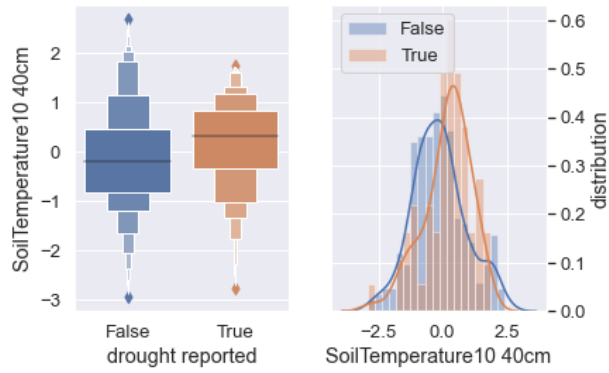 SoilTemperature10 40cm
2
1
0
−1
−2
−3
False
True
drought reported
False
True
0.6
0.5
0.4
0.3
0.2
0.1
0.0
distribution
−2.5
0.0
2.5
SoilTemperature10 40cm